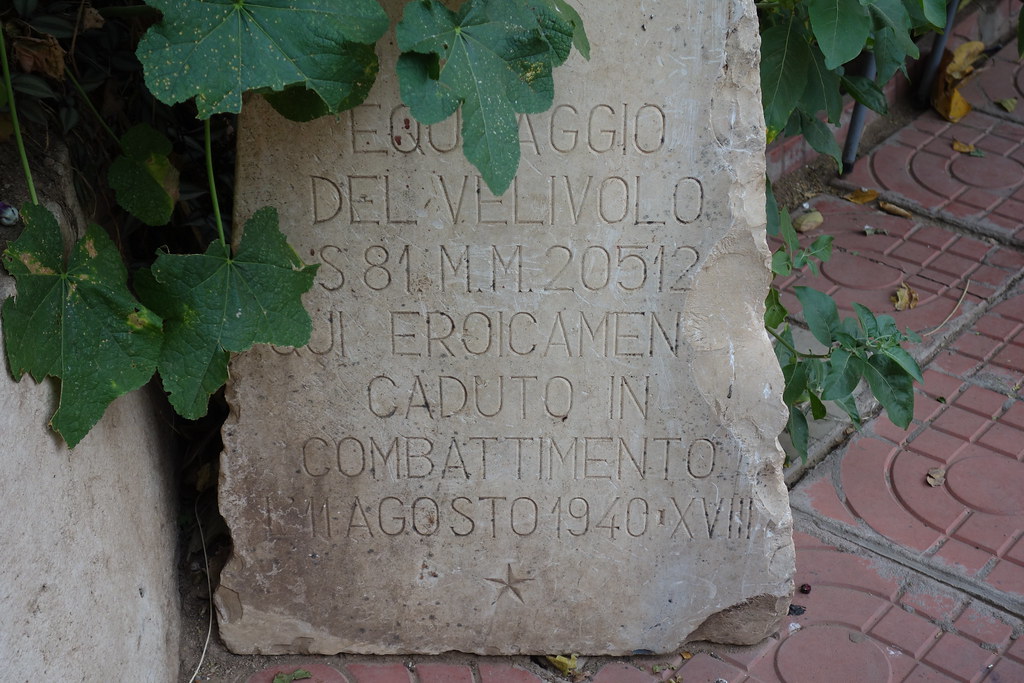 EQUIPAGGIO
DEL VELIVOLO
S.81.M.M.20512
QUI EROICAMEN
CADUTO IN
COMBATTIMENTO
L'11 AGOSTO 1940·XVIII